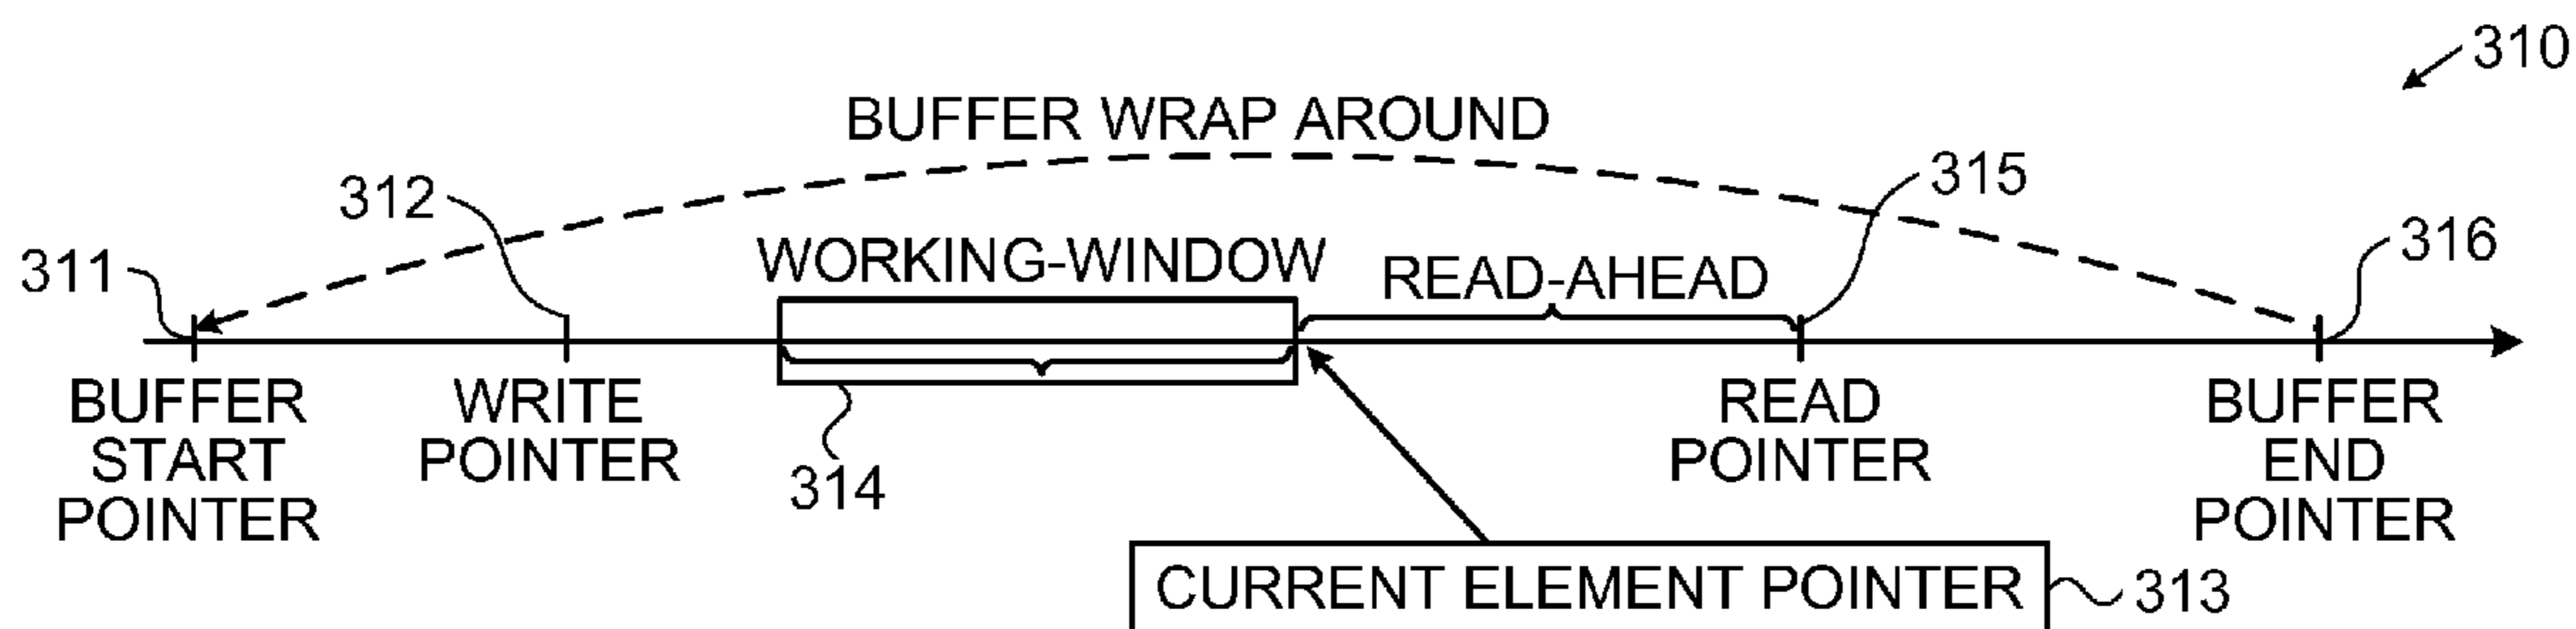 310
BUFFER WRAP AROUND
312
315
311
WORKING-WINDOW
READ-AHEAD
316
BUFFER
START
POINTER
WRITE
POINTER
314
READ
POINTER
BUFFER
END
POINTER
CURRENT ELEMENT POINTER
313